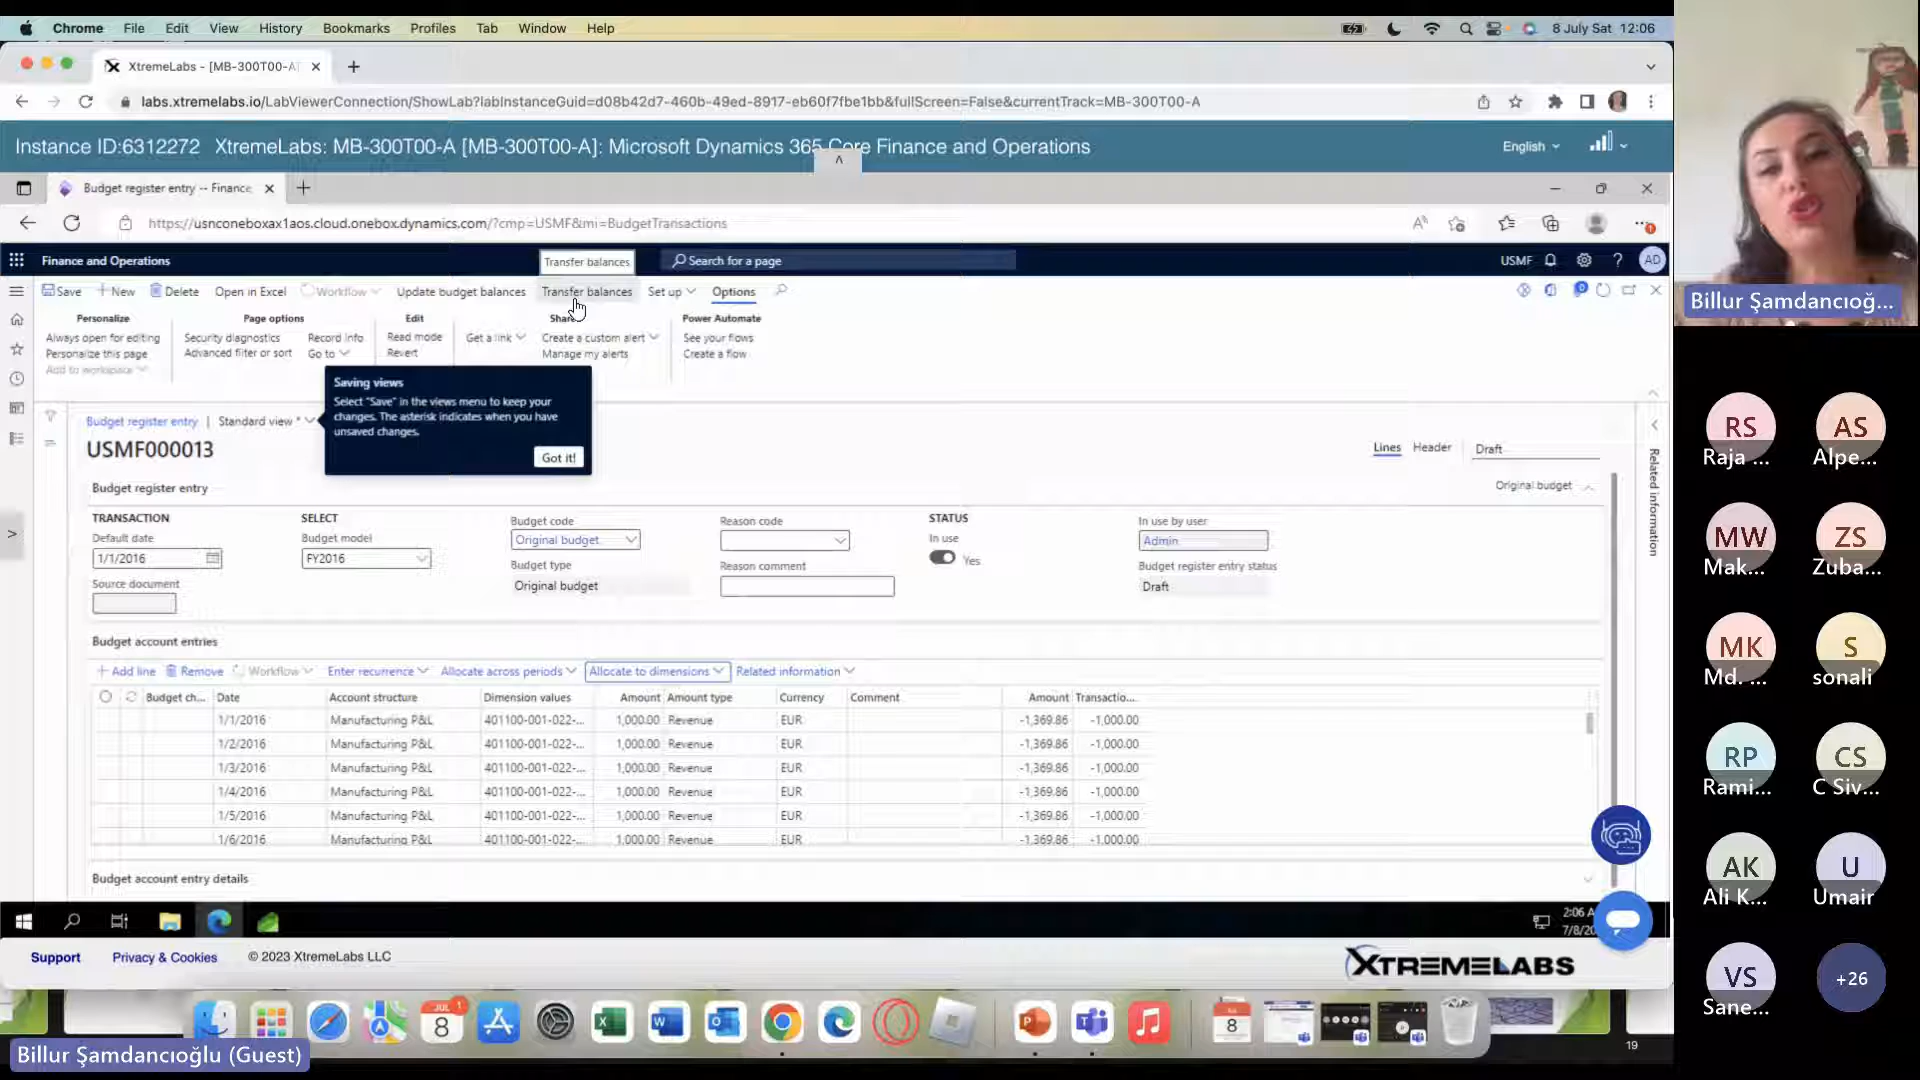 Chrome File Edit View History Bookmarks Profiles Tab Window Help 8 July Sat 12:06
XtremeLabs - [MB-300T00-A]
labs.xtremelabs.io/LabViewerConnection/ShowLab?labInstanceGuid=d08b42d7-460b-49ed-8917-eb60f7fbe1bb&fullScreen=False&currentTrack=MB-300T00-A
Instance ID:6312272 XtremeLabs: MB-300T00-A [MB-300T00-A]: Microsoft Dynamics 365 Core Finance and Operations English
Budget register entry -- Finance
https://usnconeboxax1aos.cloud.onebox.dynamics.com/?cmp=USMF&mi=BudgetTransactions
Finance and Operations Transfer balances Search for a page USMF AD
Save New Delete Open in Excel Workflow Update budget balances Transfer balances Set up Options
Personalize Page options Edit Share Power Automate
Always open for editing Security diagnostics Record info Read mode Get a link Create a custom alert See your flows
Personalize this page Advanced filter or sort Go to Revert Manage my alerts Create a flow
Add to workspace
Saving views
Select "Save" in the views menu to keep your
changes. The asterisk indicates when you have
unsaved changes.
Got it!
Budget register entry | Standard view *
USMF000013
Lines Header Draft
Budget register entry Original budget
Related information
TRANSACTION SELECT Budget code Reason code STATUS In use by user
Default date Budget model Original budget In use Admin
1/1/2016 FY2016 Budget type Reason comment Yes Budget register entry status
Source document Original budget Draft
Budget account entries
Add line Remove Workflow Enter recurrence Allocate across periods Allocate to dimensions Related information
Budget ch... Date Account structure Dimension values Amount Amount type Currency Comment Amount Transactio...
1/1/2016 Manufacturing P&L 401100-001-022-... 1,000.00 Revenue EUR -1,369.86 -1,000.00
1/2/2016 Manufacturing P&L 401100-001-022-... 1,000.00 Revenue EUR -1,369.86 -1,000.00
1/3/2016 Manufacturing P&L 401100-001-022-... 1,000.00 Revenue EUR -1,369.86 -1,000.00
1/4/2016 Manufacturing P&L 401100-001-022-... 1,000.00 Revenue EUR -1,369.86 -1,000.00
1/5/2016 Manufacturing P&L 401100-001-022-... 1,000.00 Revenue EUR -1,369.86 -1,000.00
1/6/2016 Manufacturing P&L 401100-001-022-... 1,000.00 Revenue EUR -1,369.86 -1,000.00
Budget account entry details
2:06 A
7/8/20
Support Privacy & Cookies © 2023 XtremeLabs LLC XTREMELABS
JUL 8
8
19
Billur Şamdancıoğlu (Guest)
Billur Şamdancıoğ...
RS AS
Raja ... Alpe...
MW ZS
Mak... Zuba...
MK S
Md. ... sonali
RP CS
Rami... C Siv...
AK U
Ali K... Umair
VS +26
Sane...